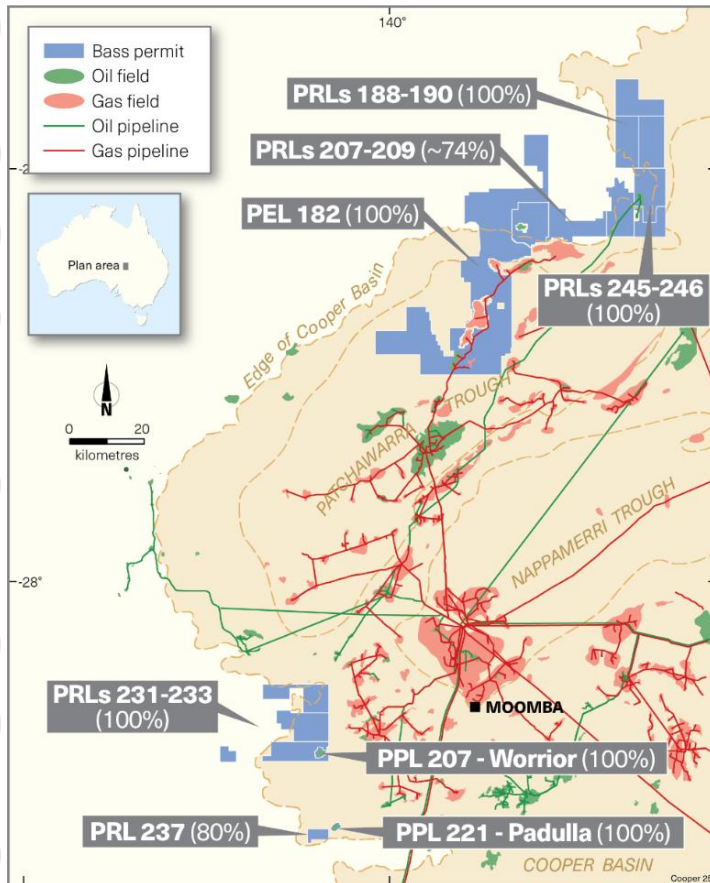 140°
Bass permit
Oil field
Gas field
Oil pipeline
Gas pipeline
PRLs 188-190 (100%)
PRLs 207-209 (~74%)
PEL 182 (100%)
Plan area
PRLs 245-246
(100%)
Edge of Cooper Basin
N
0 20
kilometres
PATCHAWARRA TROUGH
NAPPAMERRI TROUGH
-28°
MOOMBA
PRLs 231-233
(100%)
PPL 207 - Worrior (100%)
PRL 237 (80%)
PPL 221 - Padulla (100%)
COOPER BASIN